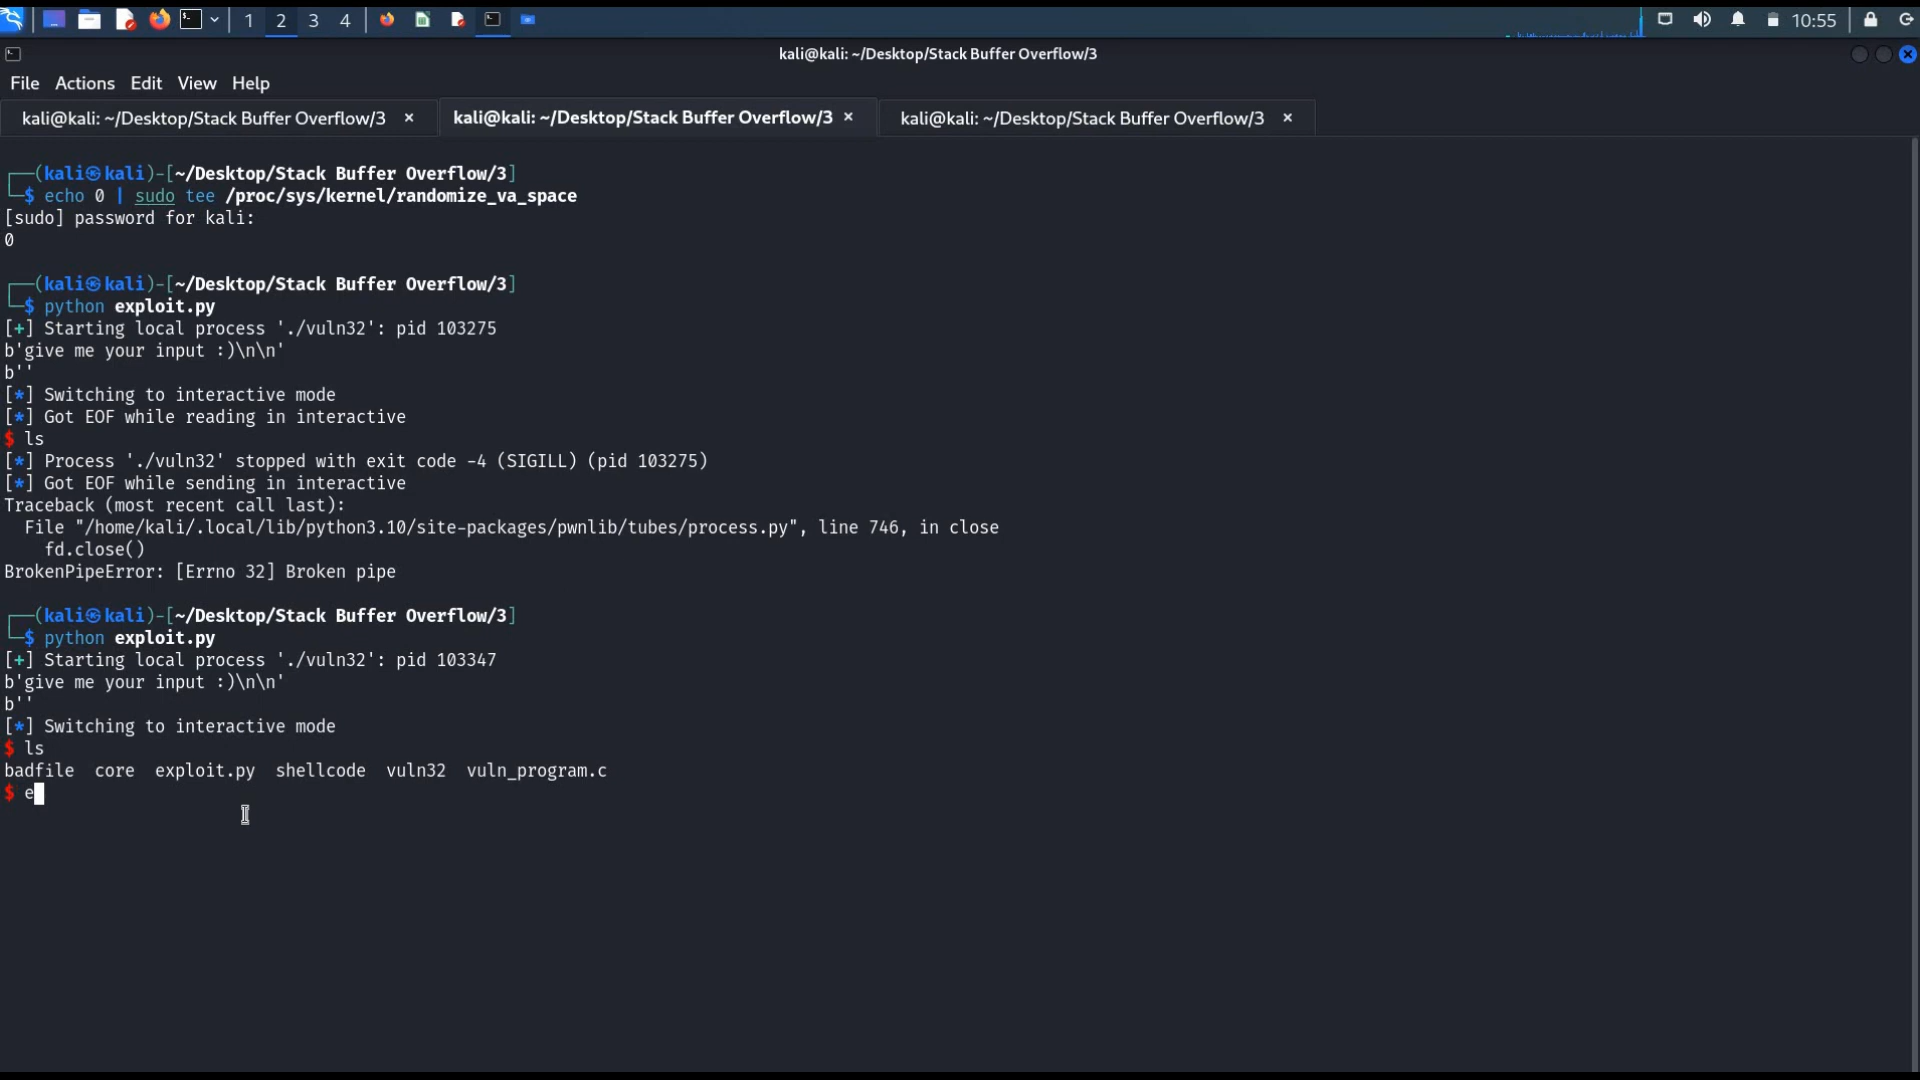 1 2 3 4 10:55
kali@kali: ~/Desktop/Stack Buffer Overflow/3
File Actions Edit View Help
kali@kali: ~/Desktop/Stack Buffer Overflow/3 × kali@kali: ~/Desktop/Stack Buffer Overflow/3 × kali@kali: ~/Desktop/Stack Buffer Overflow/3 ×
┌──(kali㉿kali)-[~/Desktop/Stack Buffer Overflow/3]
└─$ echo 0 | sudo tee /proc/sys/kernel/randomize_va_space
[sudo] password for kali:
0
┌──(kali㉿kali)-[~/Desktop/Stack Buffer Overflow/3]
└─$ python exploit.py
[+] Starting local process './vuln32': pid 103275
b'give me your input :)\n\n'
b''
[*] Switching to interactive mode
[*] Got EOF while reading in interactive
$ ls
[*] Process './vuln32' stopped with exit code -4 (SIGILL) (pid 103275)
[*] Got EOF while sending in interactive
Traceback (most recent call last):
  File "/home/kali/.local/lib/python3.10/site-packages/pwnlib/tubes/process.py", line 746, in close
    fd.close()
BrokenPipeError: [Errno 32] Broken pipe
┌──(kali㉿kali)-[~/Desktop/Stack Buffer Overflow/3]
└─$ python exploit.py
[+] Starting local process './vuln32': pid 103347
b'give me your input :)\n\n'
b''
[*] Switching to interactive mode
$ ls
badfile  core  exploit.py  shellcode  vuln32  vuln_program.c
$ e